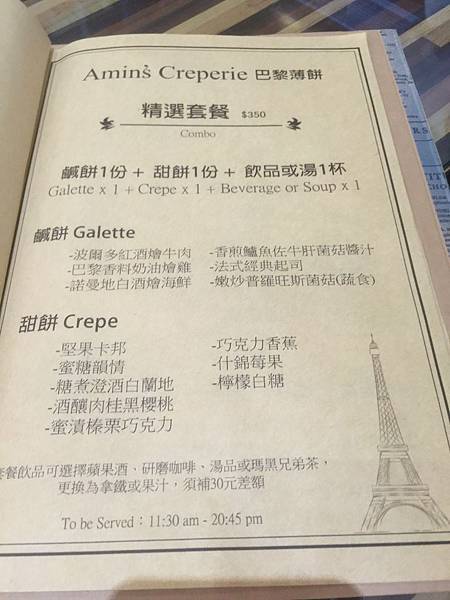 Amin's Creperie 巴黎薄餅
精選套餐 $350
Combo
鹹餅1份 + 甜餅1份 + 飲品或湯1杯
Galette x 1 + Crepe x 1 + Beverage or Soup x 1
鹹餅 Galette
-波爾多紅酒燴牛肉 -香煎鱸魚佐牛肝菌菇醬汁
-巴黎香料奶油燴雞 -法式經典起司
-諾曼地白酒燴海鮮 -嫩炒普羅旺斯菌菇(蔬食)
甜餅 Crepe
-堅果卡邦 -巧克力香蕉
-蜜糖韻情 -什錦莓果
-糖煮澄酒白蘭地 -檸檬白糖
-酒釀肉桂黑櫻桃
-蜜漬榛栗巧克力
套餐飲品可選擇蘋果酒、研磨咖啡、湯品或瑪黑兄弟茶，
更換為拿鐵或果汁，須補30元差額
To be Served：11:30 am - 20:45 pm